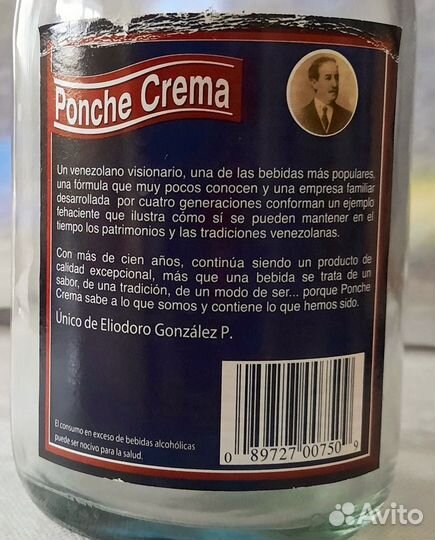 Ponche Crema
Un venezolano visionario, una de las bebidas más populares,
una fórmula que muy pocos conocen y una empresa familiar
desarrollada por cuatro generaciones conforman un ejemplo
fehaciente que ilustra cómo sí se pueden mantener en el
tiempo los patrimonios y las tradiciones venezolanas.
Con más de cien años, continúa siendo un producto de
calidad excepcional, más que una bebida se trata de un
sabor, de una tradición, de un modo de ser... porque Ponche
Crema sabe a lo que somos y contiene lo que hemos sido.
Único de Eliodoro González P.
El consumo en exceso de bebidas alcohólicas
puede ser nocivo para la salud.
0 89727 00750 9
Avito